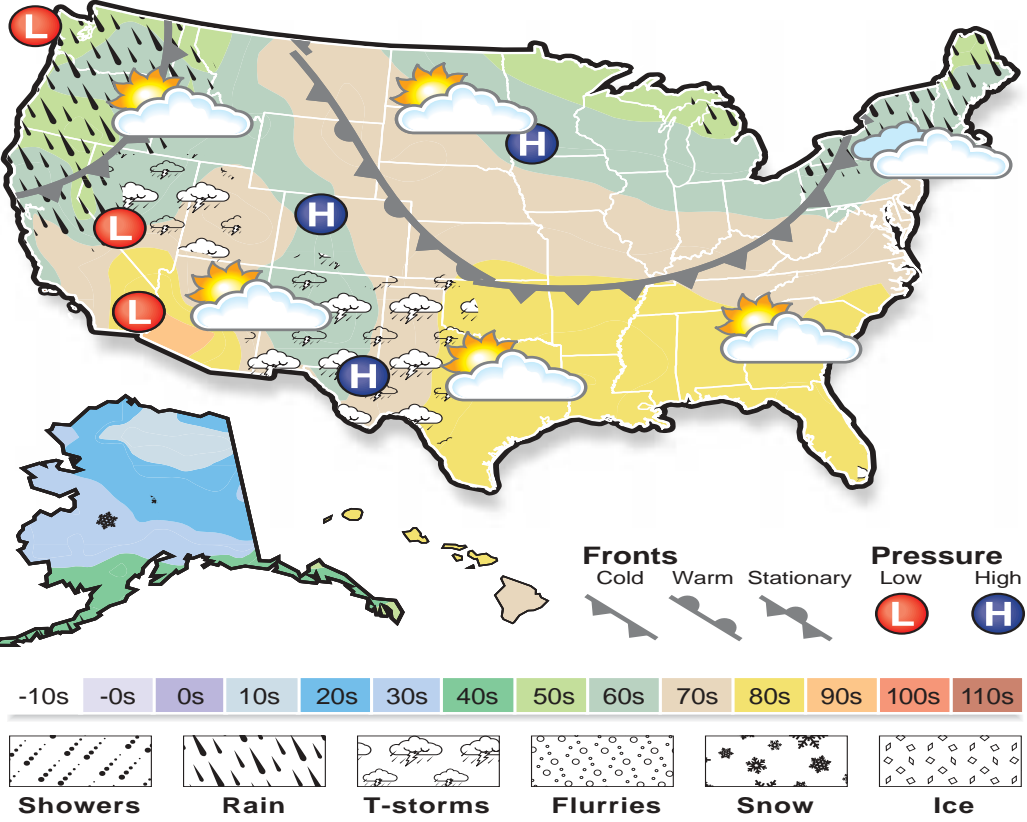 L
H
H
L
L
H
Fronts Pressure
Cold Warm Stationary Low High
L H
-10s -0s 0s 10s 20s 30s 40s 50s 60s 70s 80s 90s 100s 110s
Showers Rain T-storms Flurries Snow Ice